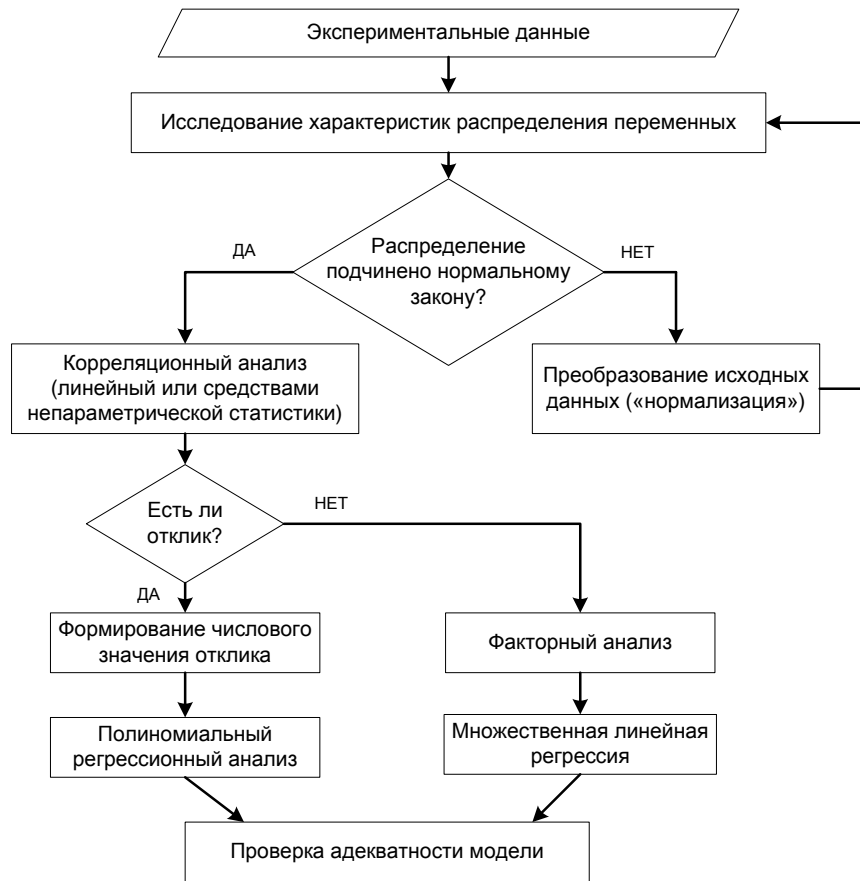 Экспериментальные данные
Исследование характеристик распределения переменных
ДА
Распределение
подчинено нормальному
закону?
НЕТ
Корреляционный анализ
(линейный или средствами
непараметрической статистики)
Преобразование исходных
данных («нормализация»)
Есть ли
отклик?
НЕТ
ДА
Формирование числового
значения отклика
Факторный анализ
Полиномиальный
регрессионный анализ
Множественная линейная
регрессия
Проверка адекватности модели